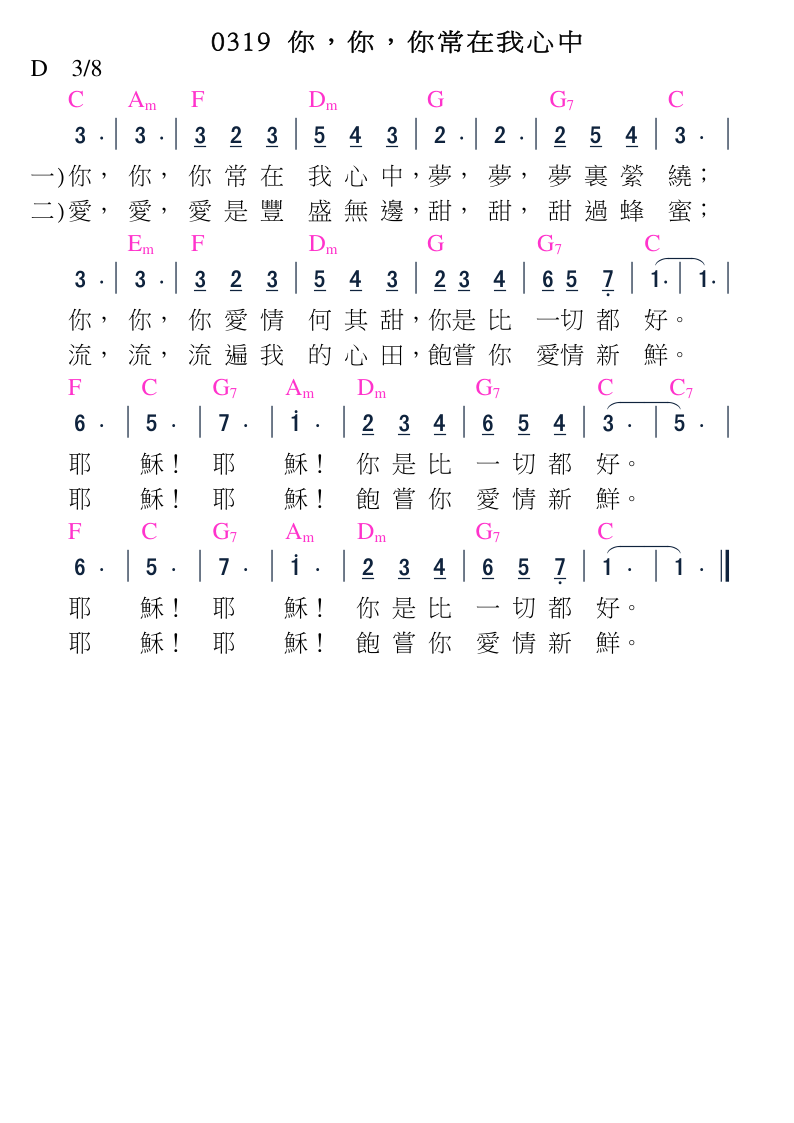 0319 你，你，你常在我心中
D 3/8
C Am F Dm G G7 C
3 · | 3 · | 3 2 3 | 5 4 3 | 2 · | 2 · | 2 5 4 | 3 · |
一)你， 你， 你 常 在 我 心 中，夢， 夢， 夢 裏 縈 繞；
二)愛， 愛， 愛 是 豐 盛 無 邊，甜， 甜， 甜 過 蜂 蜜；
Em F Dm G G7 C
3 · | 3 · | 3 2 3 | 5 4 3 | 2 3 4 | 6 5 7 | 1· | 1· |
你， 你， 你 愛 情 何 其 甜，你是 比 一切 都 好。
流， 流， 流 遍 我 的 心 田，飽嘗 你 愛情 新 鮮。
F C G7 Am Dm G7 C C7
6 · | 5 · | 7 · | 1 · | 2 3 4 | 6 5 4 | 3 · | 5 · |
耶 穌！ 耶 穌！ 你 是 比 一 切 都 好。
耶 穌！ 耶 穌！ 飽 嘗 你 愛 情 新 鮮。
F C G7 Am Dm G7 C
6 · | 5 · | 7 · | 1 · | 2 3 4 | 6 5 7 | 1 · | 1 · ||
耶 穌！ 耶 穌！ 你 是 比 一 切 都 好。
耶 穌！ 耶 穌！ 飽 嘗 你 愛 情 新 鮮。